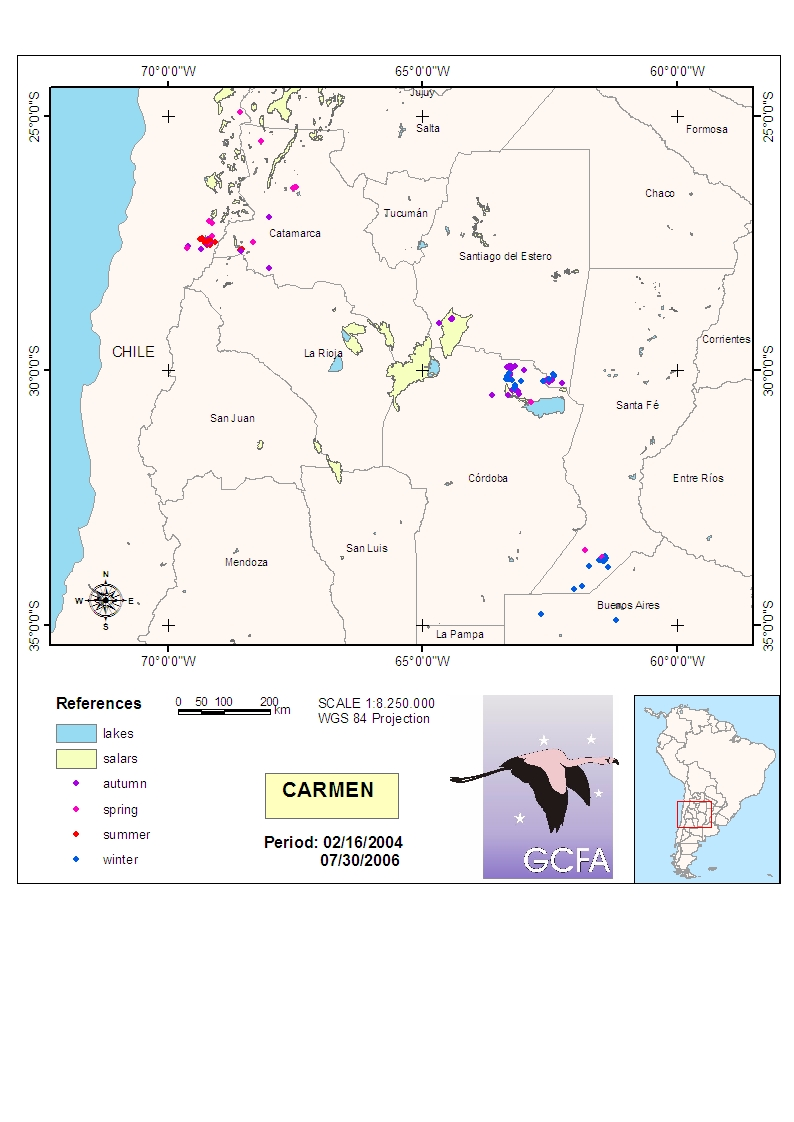 70°0'0"W 65°0'0"W 60°0'0"W
25°0'0"S 25°0'0"S
Jujuy
Salta
Formosa
Chaco
Tucumán
Catamarca
Santiago del Estero
CHILE
La Rioja
Corrientes
30°0'0"S 30°0'0"S
San Juan
Santa Fé
Córdoba
Entre Ríos
San Luis
Mendoza
N
W E
S
Buenos Aires
La Pampa
35°0'0"S 35°0'0"S
70°0'0"W 65°0'0"W 60°0'0"W
References
lakes
salars
autumn
spring
summer
winter
0 50 100 200
km
SCALE 1:8.250.000
WGS 84 Projection
CARMEN
Period: 02/16/2004
07/30/2006
GCFA